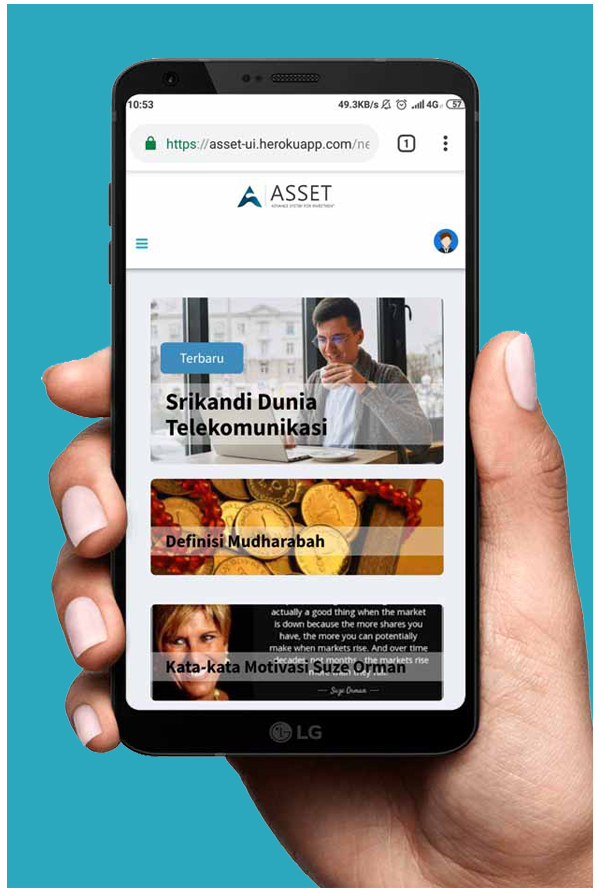 10:53
49.3KB/s 4G 57
https://asset-ui.herokuapp.com/ne
1
ASSET
ADVANCE SYSTEM FOR INVESTMENT
Terbaru
Srikandi Dunia
Telekomunikasi
Definisi Mudharabah
actually a good thing when the market
is down because the more shares you
have, the more you can potentially
make when markets rise. And over time
decades not months the markets rise
Kata-kata Motivasi Suze Orman
more than they fall.
Suze Orman
LG